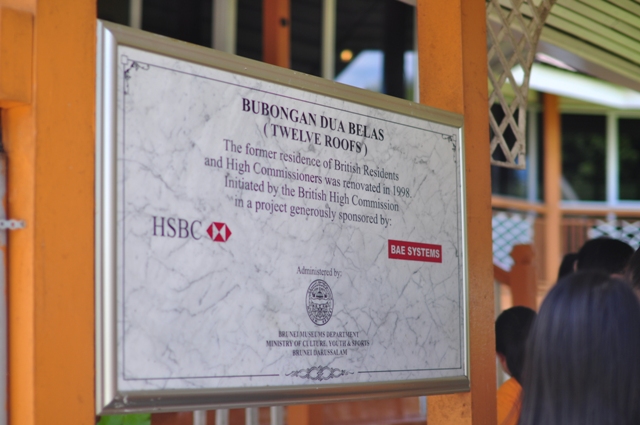 BUBONGAN DUA BELAS
( TWELVE ROOFS )
The former residence of British Residents
and High Commissioners was renovated in 1998.
Initiated by the British High Commission
in a project generously sponsored by:
HSBC
BAE SYSTEMS
Administered by:
BRUNEI MUSEUMS DEPARTMENT
MINISTRY OF CULTURE, YOUTH & SPORTS
BRUNEI DARUSSALAM